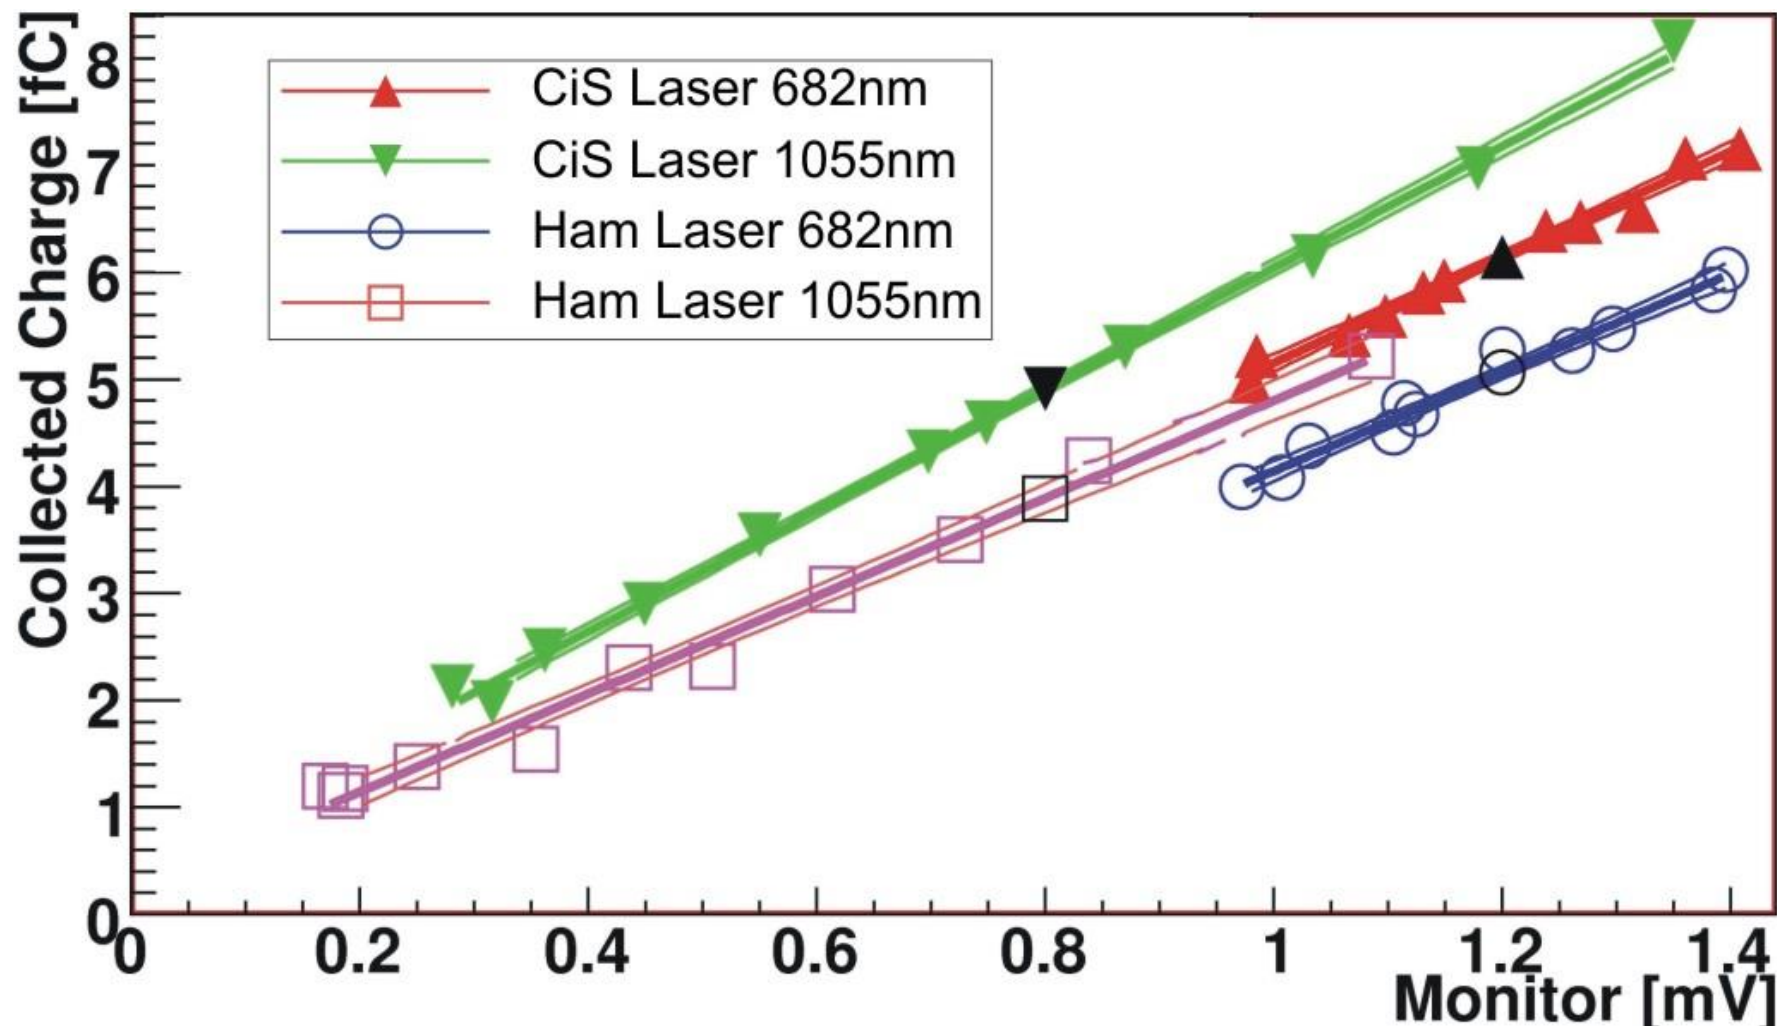 Collected Charge [fC]
8
7
6
5
4
3
2
1
0
CiS Laser 682nm
CiS Laser 1055nm
Ham Laser 682nm
Ham Laser 1055nm
0 0.2 0.4 0.6 0.8 1 1.2 1.4
Monitor [mV]